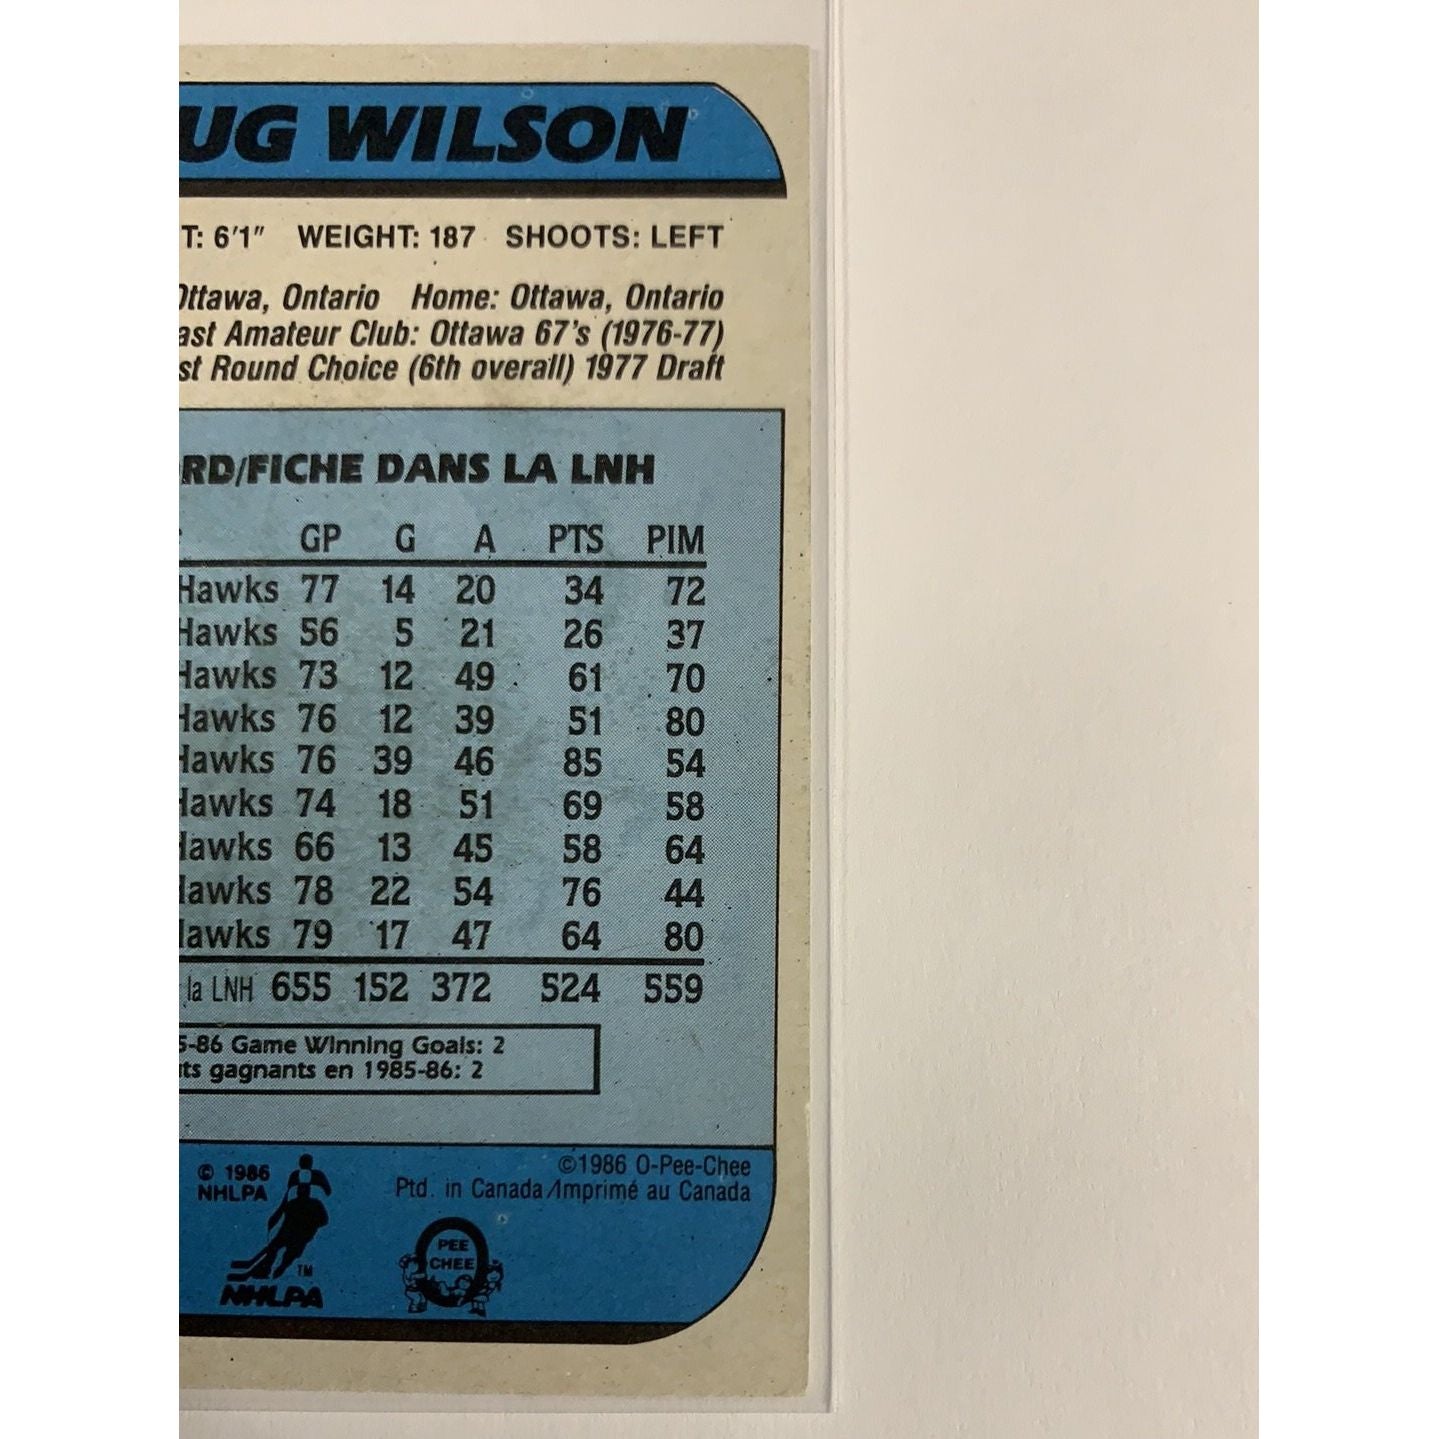 UG WILSON
T: 6'1" WEIGHT: 187 SHOOTS: LEFT
Ottawa, Ontario Home: Ottawa, Ontario
ast Amateur Club: Ottawa 67's (1976-77)
st Round Choice (6th overall) 1977 Draft
RD/FICHE DANS LA LNH
GP G A PTS PIM
Hawks 77 14 20 34 72
Hawks 56 5 21 26 37
Hawks 73 12 49 61 70
Hawks 76 12 39 51 80
Hawks 76 39 46 85 54
Hawks 74 18 51 69 58
Hawks 66 13 45 58 64
Hawks 78 22 54 76 44
Hawks 79 17 47 64 80
la LNH 655 152 372 524 559
5-86 Game Winning Goals: 2
ts gagnants en 1985-86: 2
© 1986
NHLPA
©1986 O-Pee-Chee
Ptd. in Canada/Imprimé au Canada
PEE
CHEE
TM
NHLPA